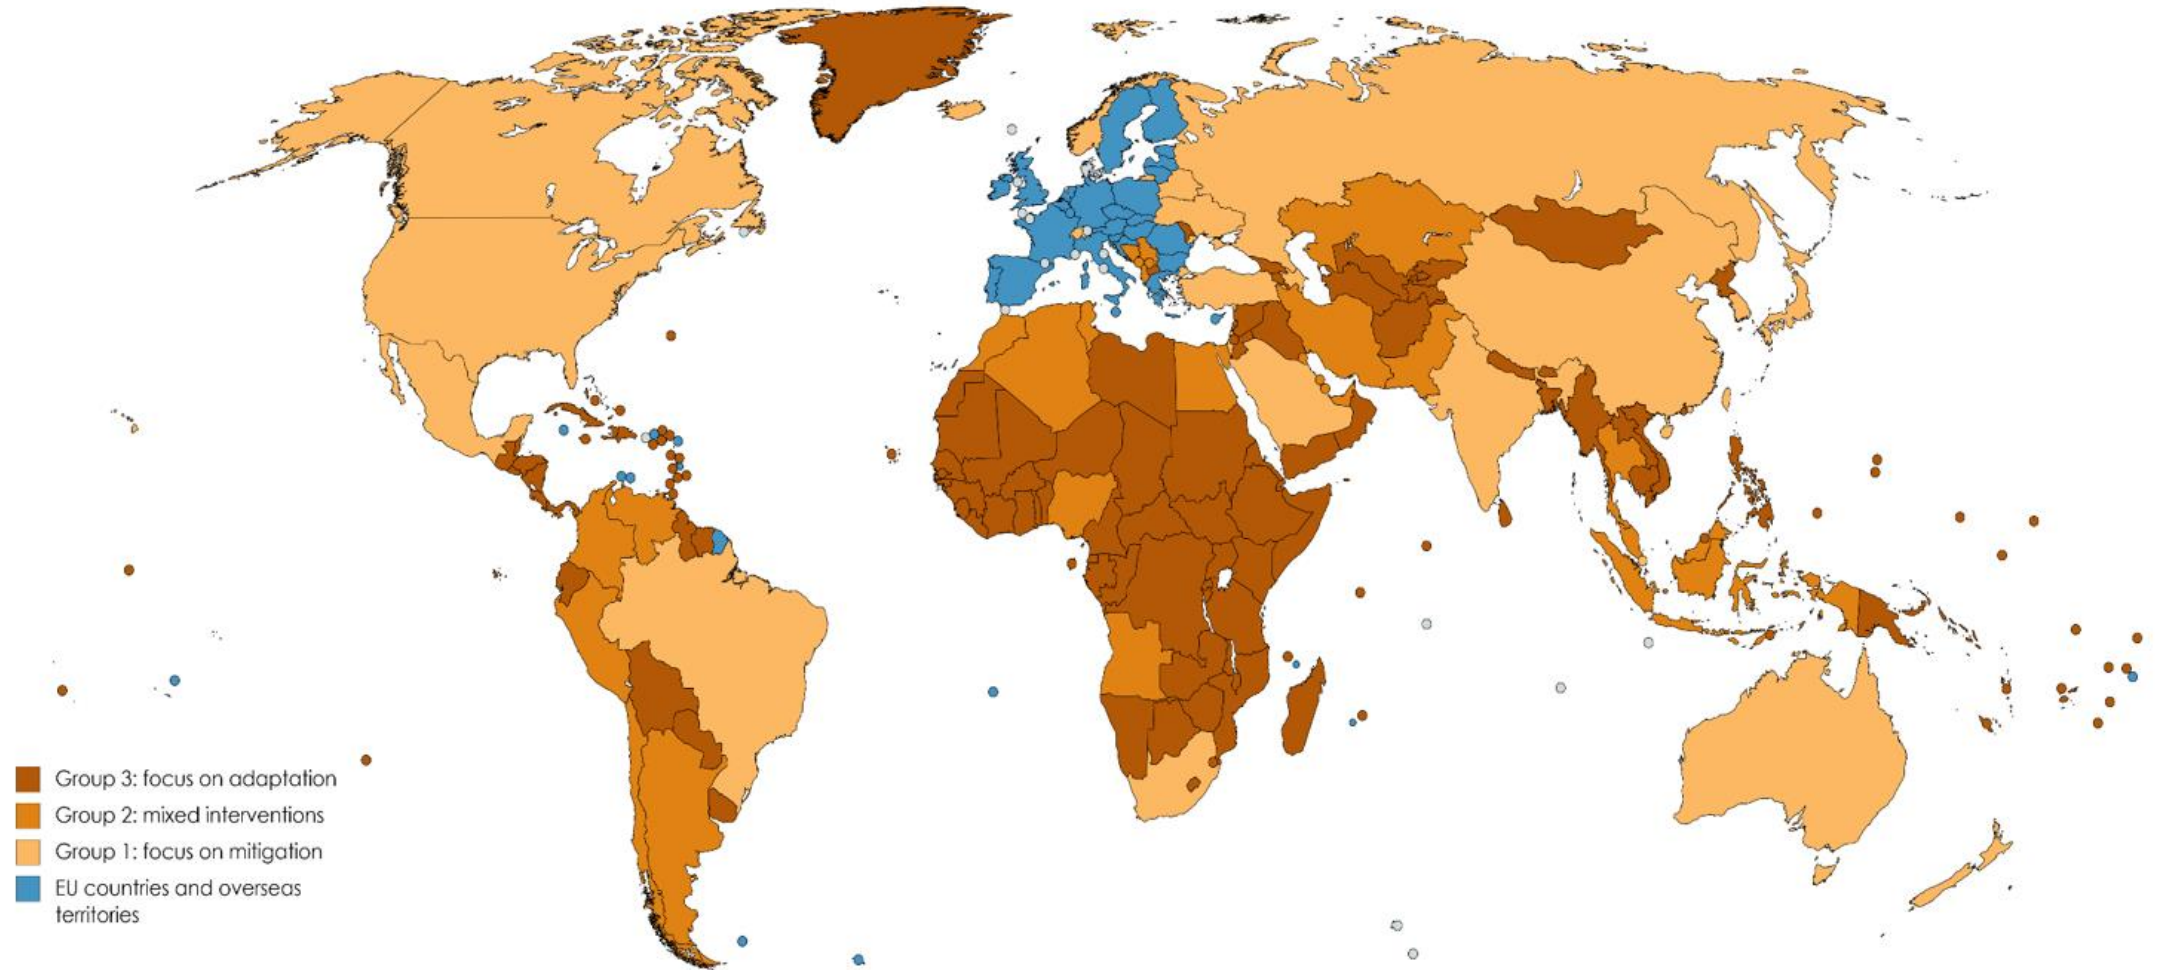 Group 3: focus on adaptation
Group 2: mixed interventions
Group 1: focus on mitigation
EU countries and overseas
territories